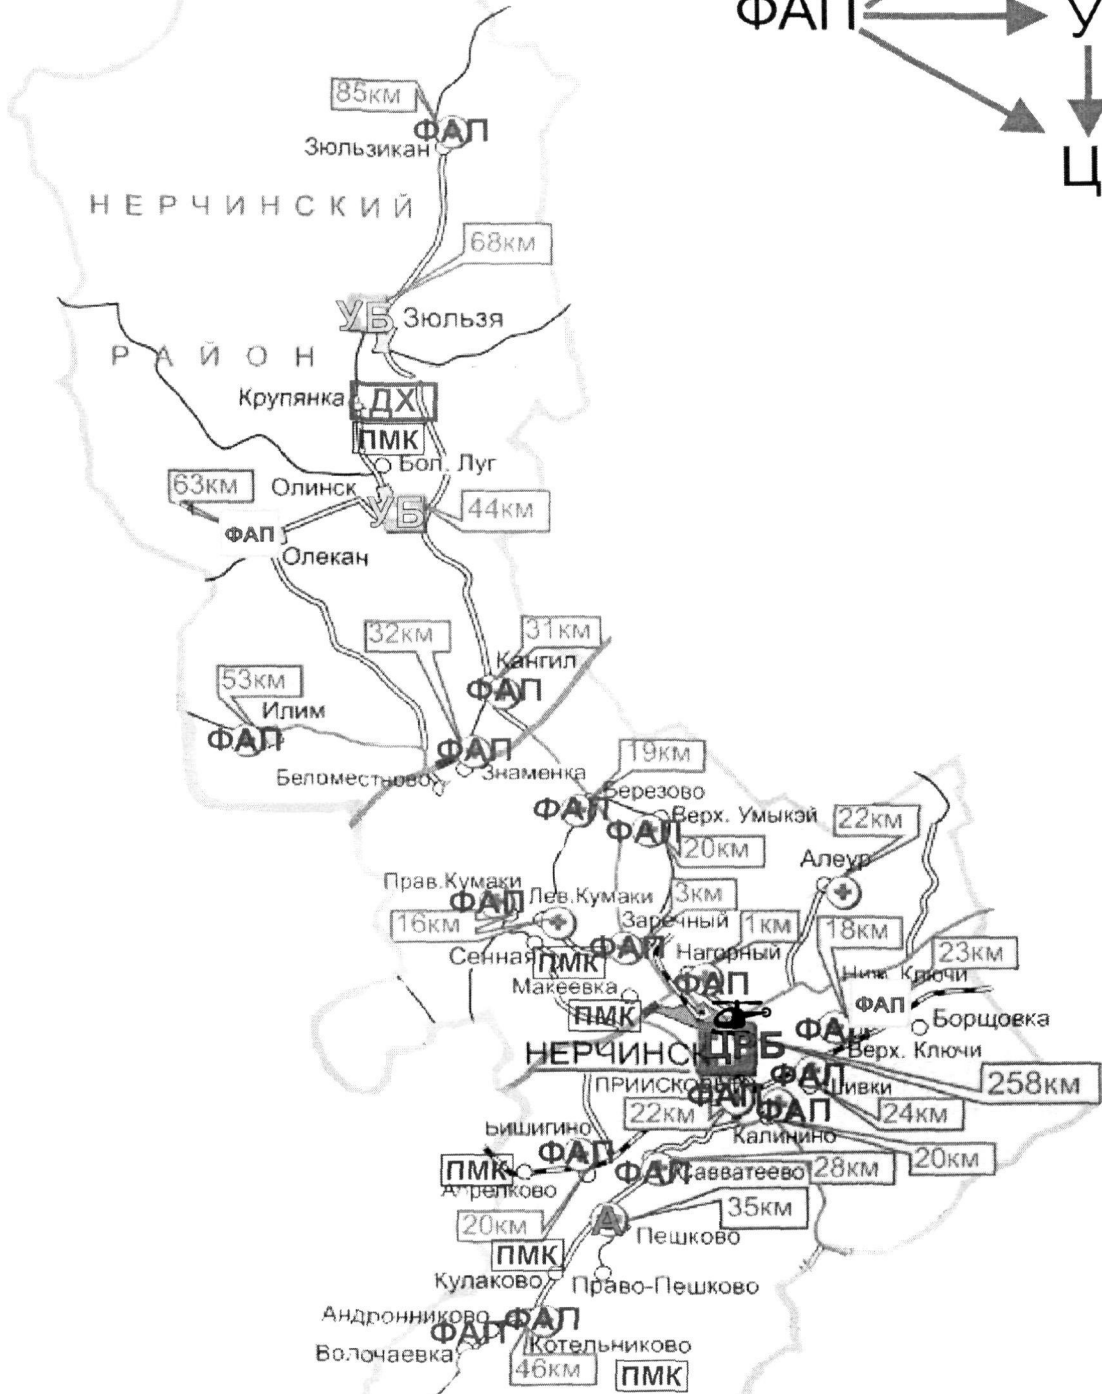 ФАП
У
Ц
85км
ФАП
Зюльзикан
НЕРЧИНСКИЙ
68км
УБ Зюльзя
РАЙОН
Крупянка ДХ
ПМК
Бол. Луг
63км
Олинск
УБ
44км
ФАП
Олекан
32км
31км
Кангил
ФАП
53км
Илим
ФАП
ФАП
Знаменка
Беломестново
19км
Березово
ФАП
Верх. Умыкэй
ФАП
20км
22км
Алеур
Прав.Кумаки
ФАП
Лев.Кумаки
16км
3км
Заречный
ФАП
1км
Нагорный
ФАП
18км
23км
Ниж. Ключи
ФАП
Сенная
ПМК
Макеевка
ПМК
Борщовка
НЕРЧИНСК
ЦРБ
ФАП
Верх. Ключи
258км
ПРИИСКОВЫЙ
ФАП
ФАП
Шивки
24км
22км
ФАП
Калинино
20км
Бишигино
ФАП
ПМК
Апрелково
ФАП
Савватеево
28км
20км
А
35км
Пешково
ПМК
Кулаково
Право-Пешково
Андронниково
ФАП
ФАП
Волочаевка
Котельниково
46км
ПМК